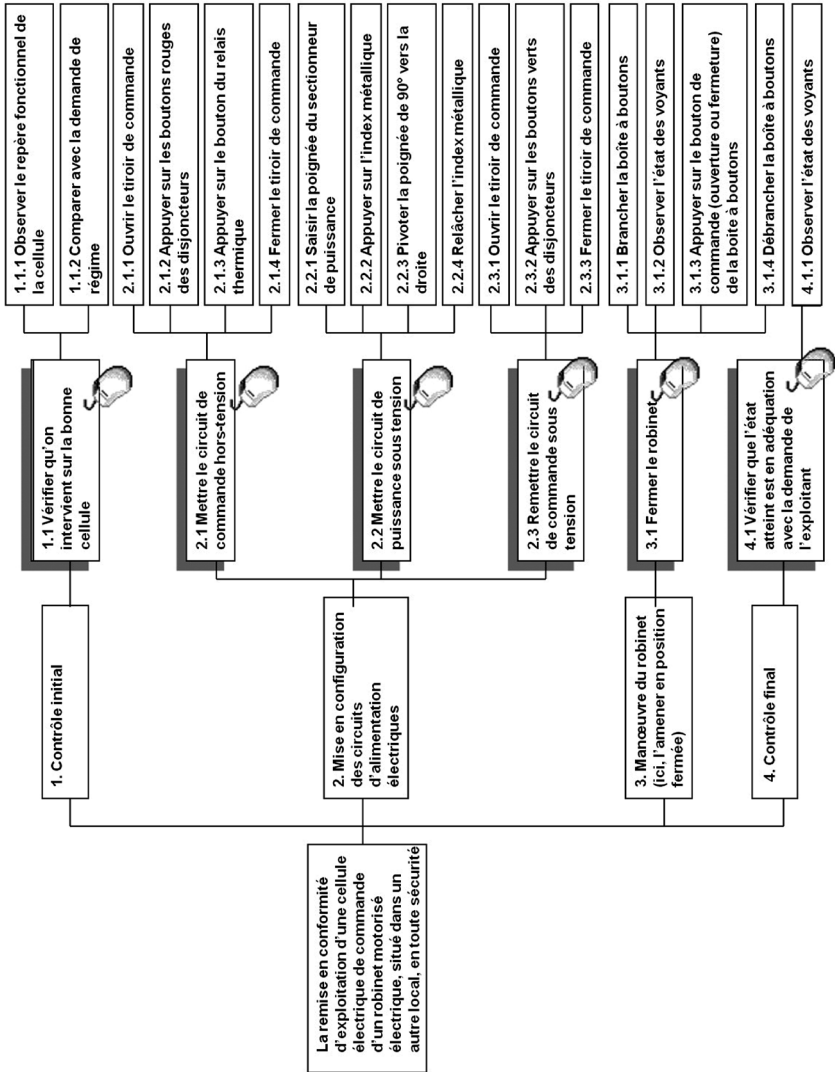 La remise en conformité
d'exploitation d'une cellule
électrique de commande
d'un robinet motorisé
électrique, situé dans un
autre local, en toute sécurité
1. Contrôle initial
2. Mise en configuration
des circuits
d'alimentation
électriques
3. Manœuvre du robinet
(ici, l'amener en position
fermée)
4. Contrôle final
1.1 Vérifier qu'on
intervient sur la bonne
cellule
2.1 Mettre le circuit de
commande hors-tension
2.2 Mettre le circuit de
puissance sous tension
2.3 Remettre le circuit
de commande sous
tension
3.1 Fermer le robinet
4.1 Vérifier que l'état
atteint est en adéquation
avec la demande de
l'exploitant
1.1.1 Observer le repère fonctionnel de
la cellule
1.1.2 Comparer avec la demande de
régime
2.1.1 Ouvrir le tiroir de commande
2.1.2 Appuyer sur les boutons rouges
des disjoncteurs
2.1.3 Appuyer sur le bouton du relais
thermique
2.1.4 Fermer le tiroir de commande
2.2.1 Saisir la poignée du sectionneur
de puissance
2.2.2 Appuyer sur l'index métallique
2.2.3 Pivoter la poignée de 90° vers la
droite
2.2.4 Relâcher l'index métallique
2.3.1 Ouvrir le tiroir de commande
2.3.2 Appuyer sur les boutons verts
des disjoncteurs
2.3.3 Fermer le tiroir de commande
3.1.1 Brancher la boîte à boutons
3.1.2 Observer l'état des voyants
3.1.3 Appuyer sur le bouton de
commande (ouverture ou fermeture)
de la boîte à boutons
3.1.4 Débrancher la boîte à boutons
4.1.1 Observer l'état des voyants